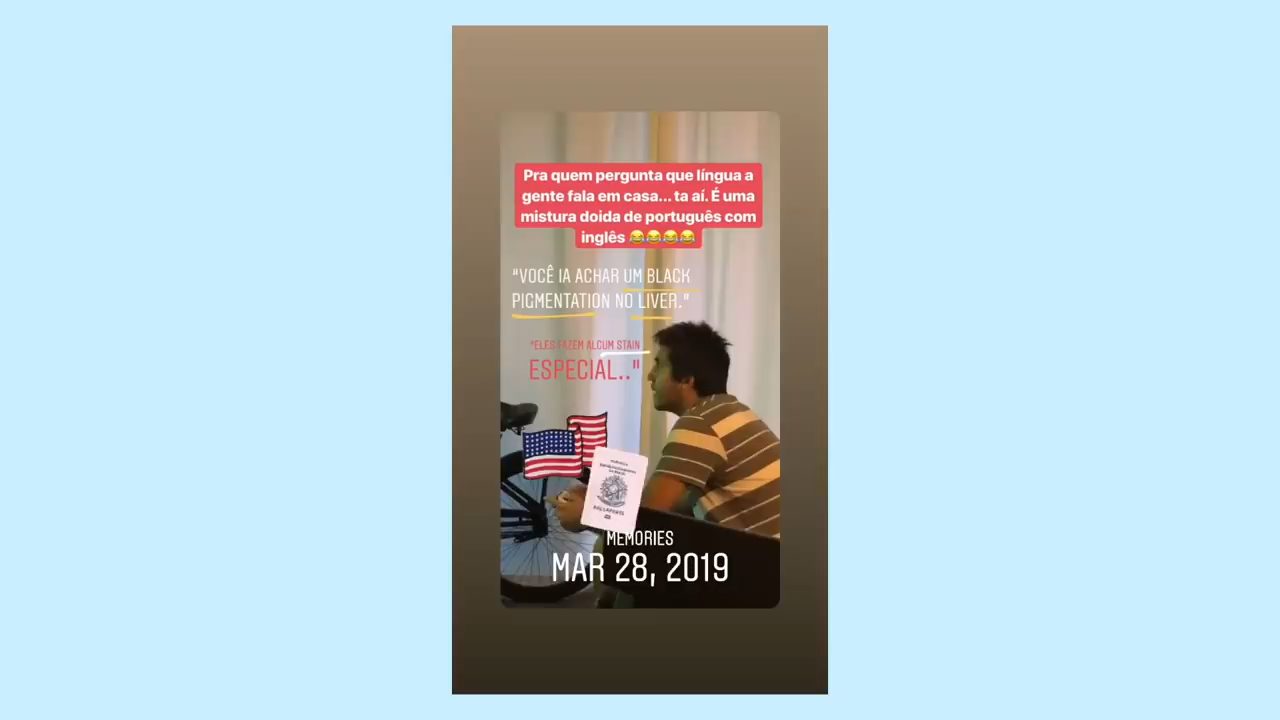 Pra quem pergunta que língua a
gente fala em casa... ta aí. É uma
mistura doida de português com
inglês 😂😂😂😂
"VOCÊ IA ACHAR UM BLACK
PIGMENTATION NO LIVER."
"ELES FAZEM ALGUM STAIN
ESPECIAL.."
MEMORIES
MAR 28, 2019